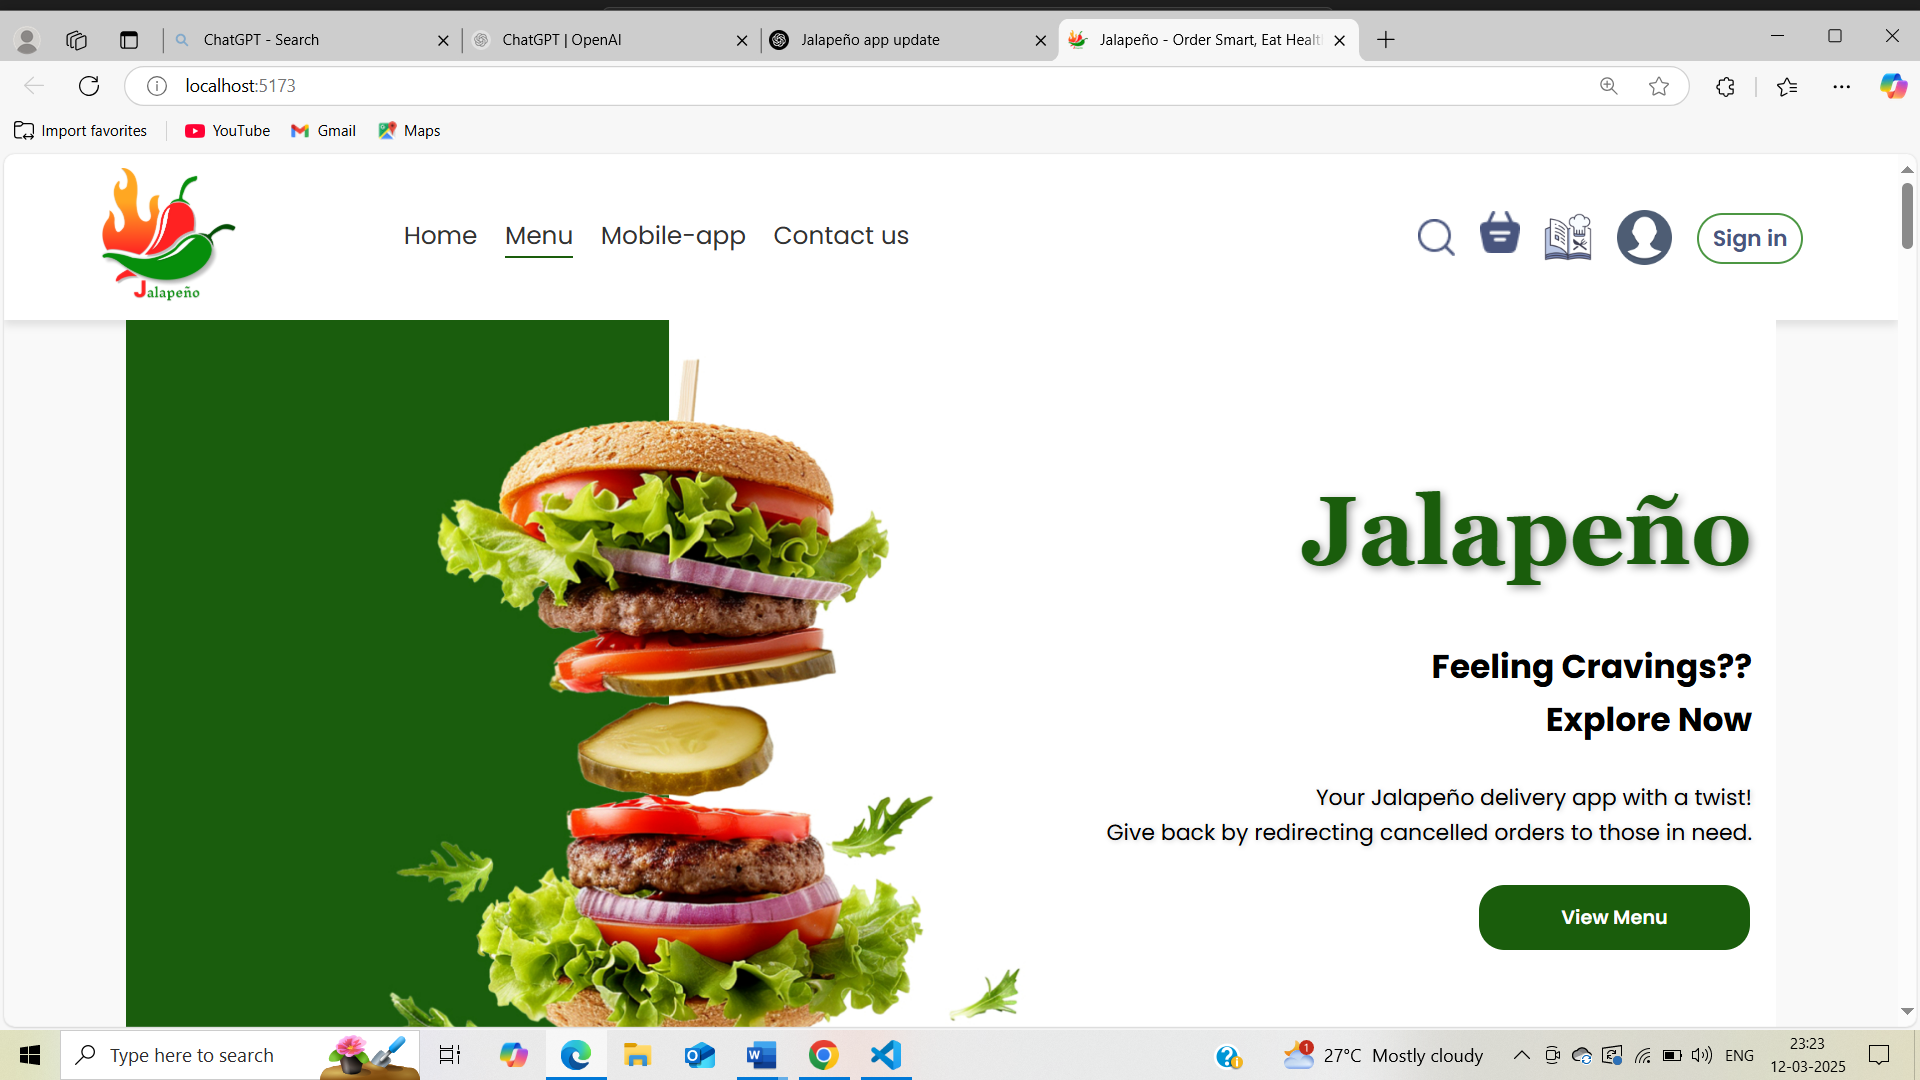 ChatGPT - Search
ChatGPT | OpenAI
Jalapeño app update
Jalapeño - Order Smart, Eat Healt
localhost:5173
Import favorites
YouTube
Gmail
Maps
Jalapeño
Home
Menu
Mobile-app
Contact us
Sign in
Jalapeño
Feeling Cravings??
Explore Now
Your Jalapeño delivery app with a twist!
Give back by redirecting cancelled orders to those in need.
View Menu
Type here to search
1
27°C Mostly cloudy
ENG
23:23
12-03-2025